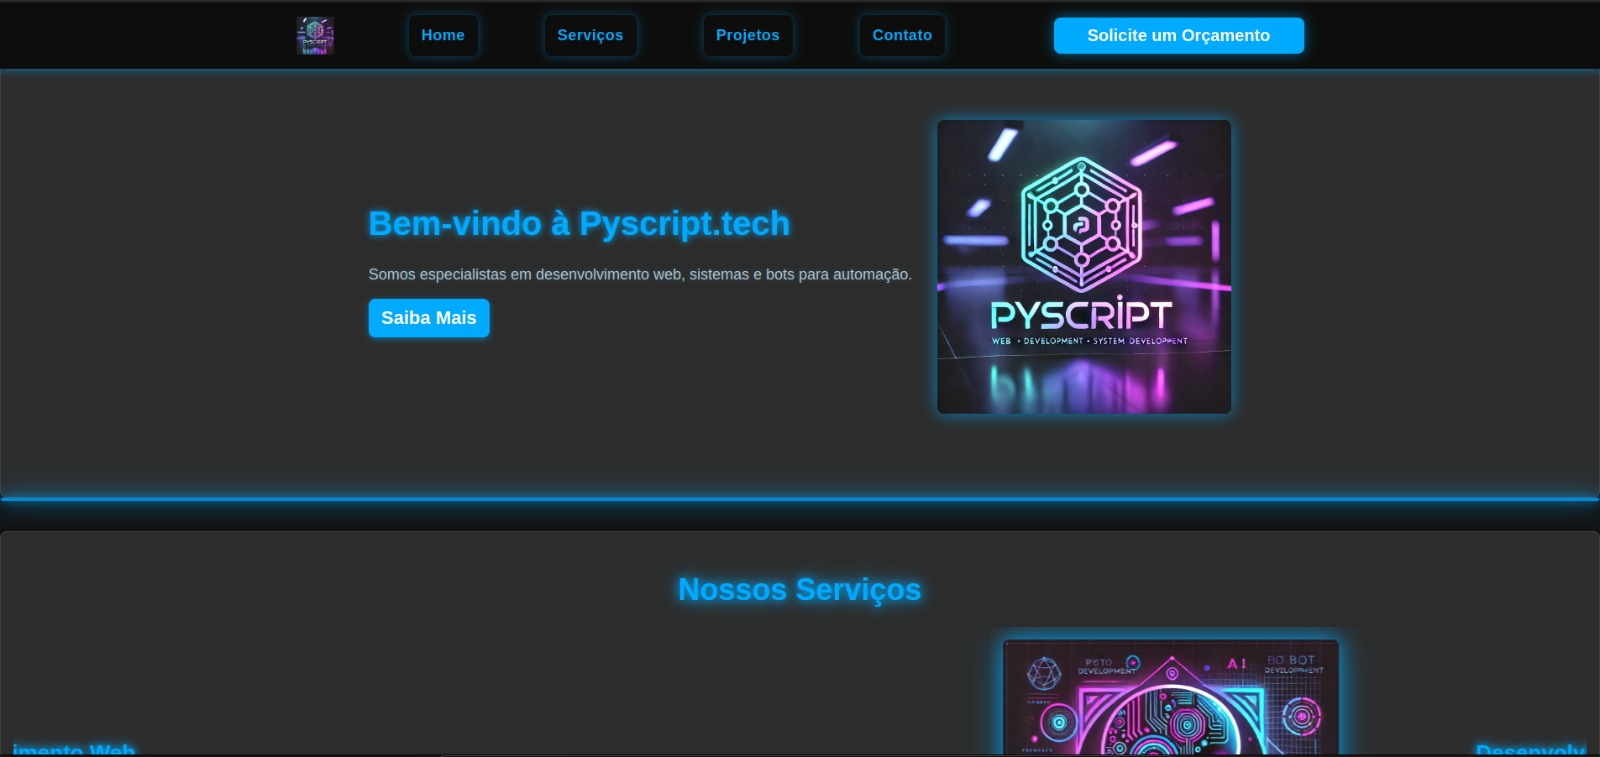 PYSCRIPT
Home
Serviços
Projetos
Contato
Solicite um Orçamento
Bem-vindo à Pyscript.tech
Somos especialistas em desenvolvimento web, sistemas e bots para automação.
Saiba Mais
PYSCRIPT
WEB • DEVELOPMENT • SYSTEM DEVELOPMENT
Nossos Serviços
PYTO
DEVELOPMENT
AI
BO BOT
DEVELOPMENT
imento Web
Desenvolv